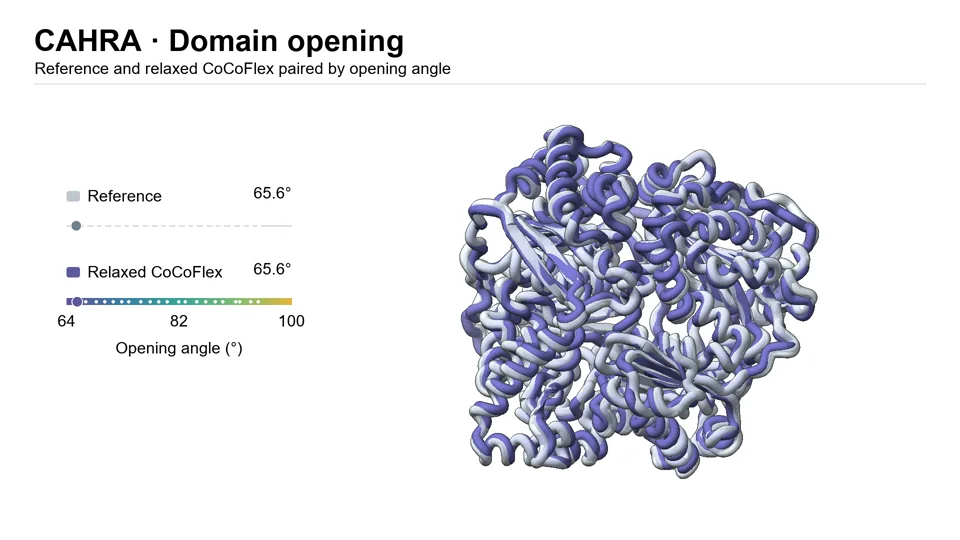 CAHRA · Domain opening
Reference and relaxed CoCoFlex paired by opening angle
Reference 65.6°
Relaxed CoCoFlex 65.6°
64 82 100
Opening angle (°)